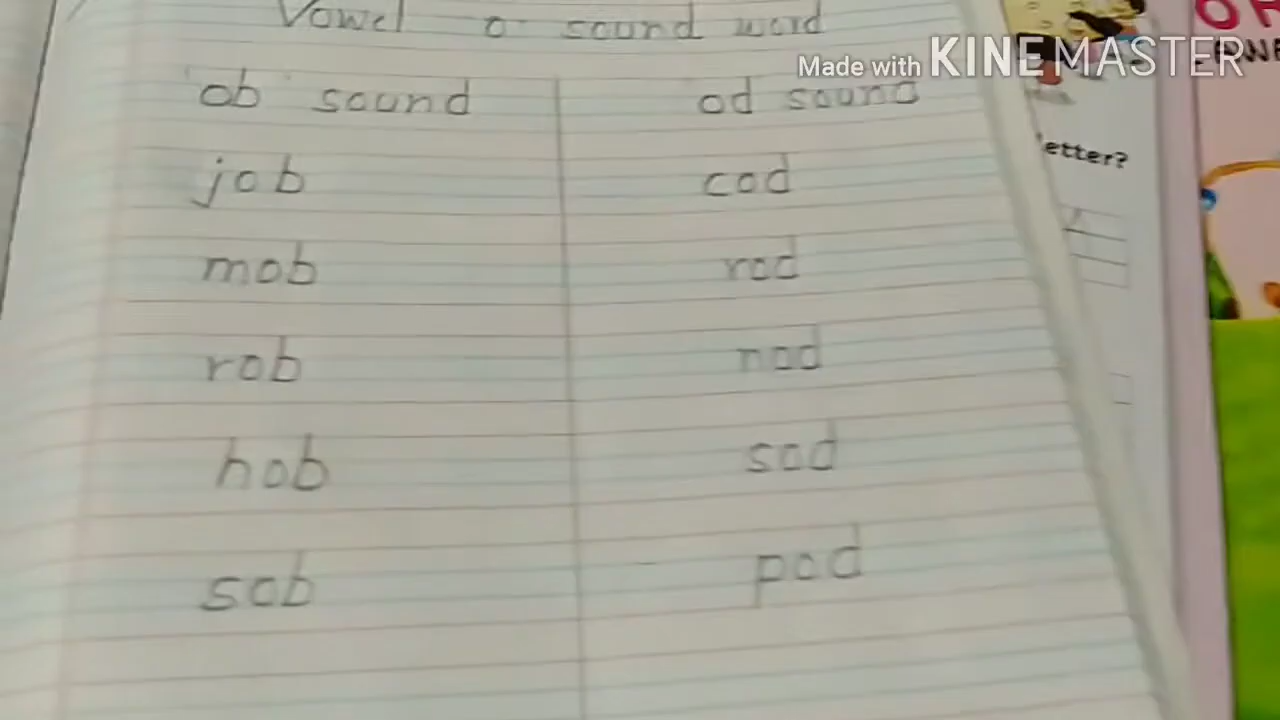 Vowel o sound word
Made with KINEMASTER
ob sound
od sound
job
cod
mob
rod
rob
nod
hob
sod
sob
pod
etter?